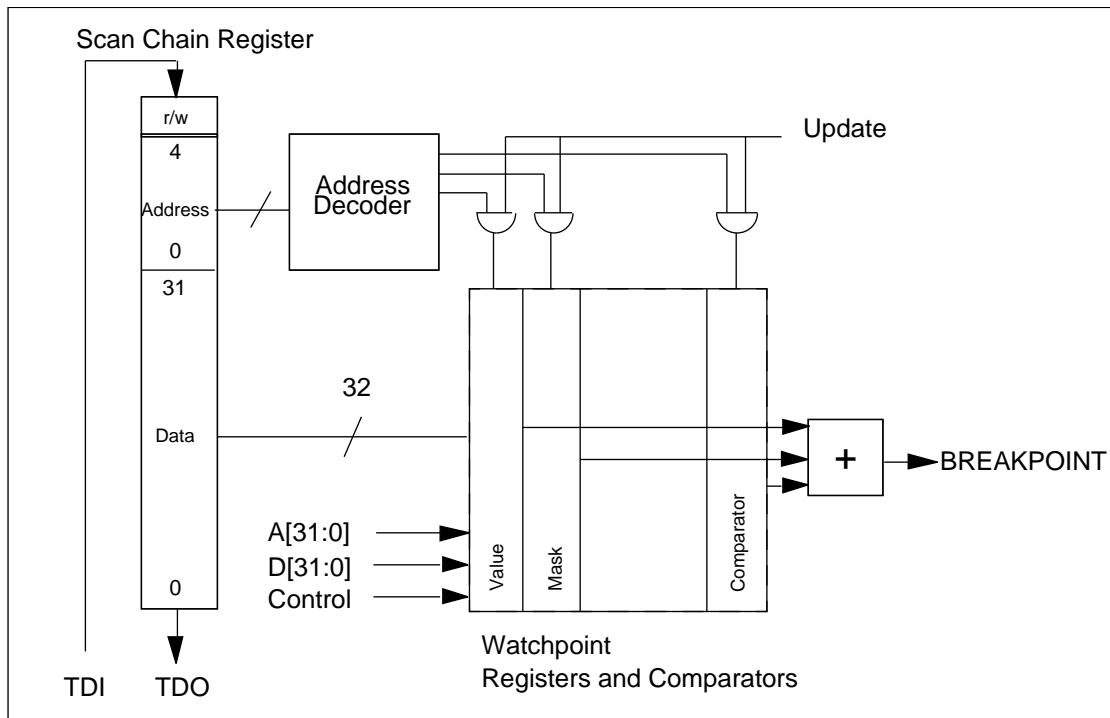 Scan Chain Register
r/w
4
Address
0
31
Data
0
TDI
TDO
Address
Decoder
Update
32
A[31:0]
D[31:0]
Control
Value
Mask
Comparator
+
BREAKPOINT
Watchpoint
Registers and Comparators